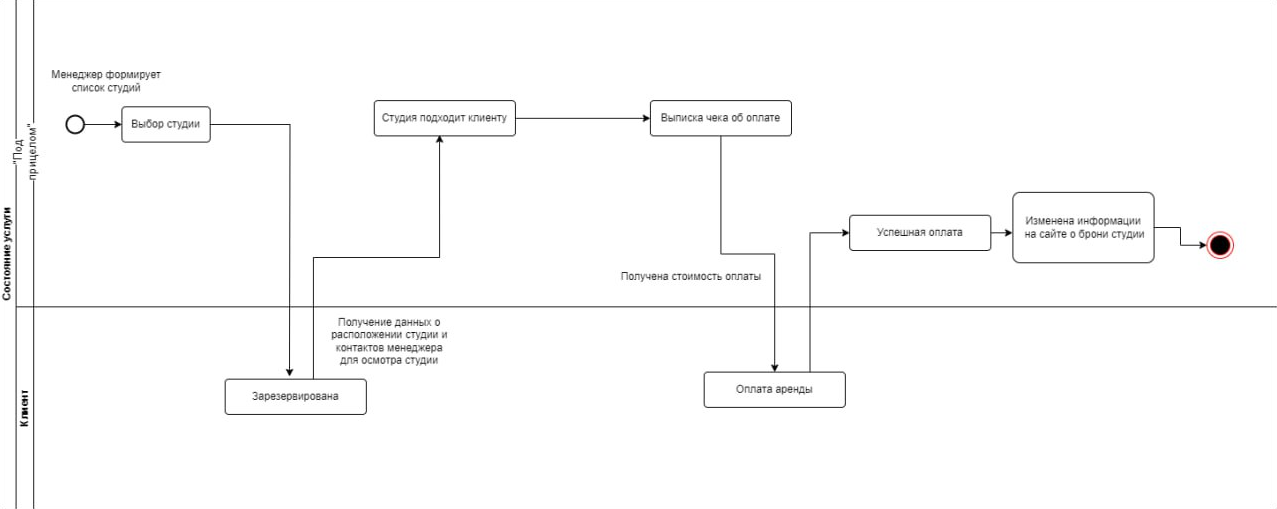 Состояние услуги
"Под
прицелом"
Менеджер формирует
список студий
Выбор студии
Студия подходит клиенту
Выписка чека об оплате
Успешная оплата
Изменена информации
на сайте о брони студии
Получена стоимость оплаты
Клиент
Получение данных о
расположении студии и
контактов менеджера
для осмотра студии
Зарезервирована
Оплата аренды